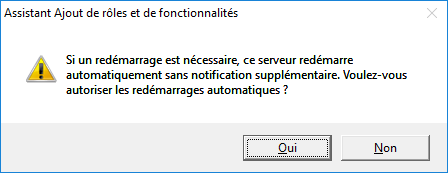 Assistant Ajout de rôles et de fonctionnalités
Si un redémarrage est nécessaire, ce serveur redémarre
automatiquement sans notification supplémentaire. Voulez-vous
autoriser les redémarrages automatiques ?
Oui
Non